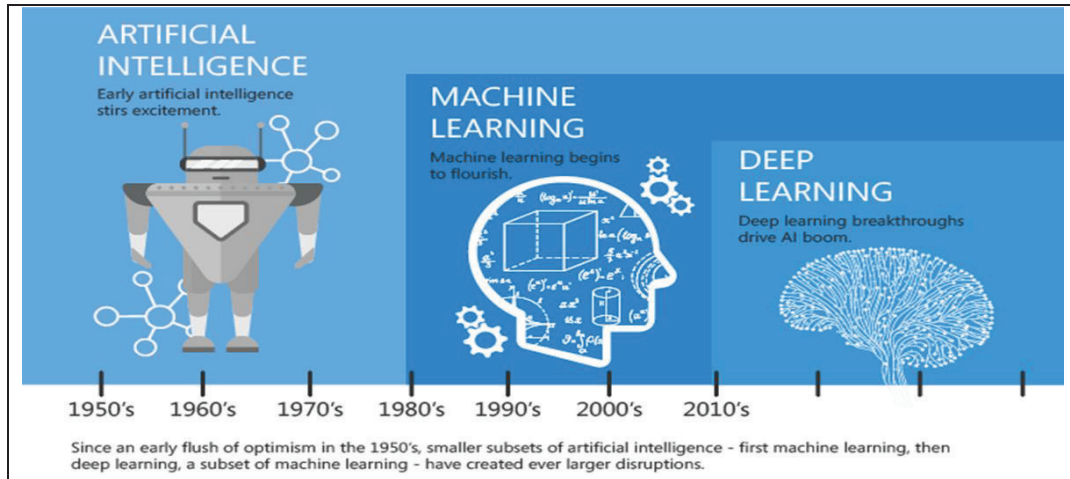 ARTIFICIAL
INTELLIGENCE
Early artificial intelligence
stirs excitement.
MACHINE
LEARNING
Machine learning begins
to flourish.
DEEP
LEARNING
Deep learning breakthroughs
drive AI boom.
1950's 1960's 1970's 1980's 1990's 2000's 2010's
Since an early flush of optimism in the 1950's, smaller subsets of artificial intelligence - first machine learning, then
deep learning, a subset of machine learning - have created ever larger disruptions.